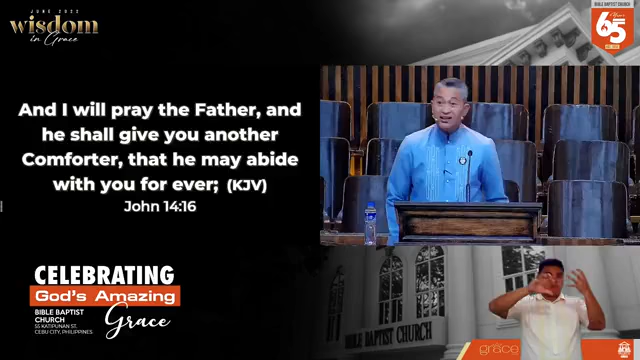 JUNE 2022
wisdom
in Grace
BIBLE BAPTIST CHURCH
65
And I will pray the Father, and
he shall give you another
Comforter, that he may abide
with you for ever; (KJV)
John 14:16
CELEBRATING
God's Amazing
Grace
BIBLE BAPTIST
CHURCH
55 KATIPUNAN ST.
CEBU CITY, PHILIPPINES
BIBLE BAPTIST CHURCH
grace